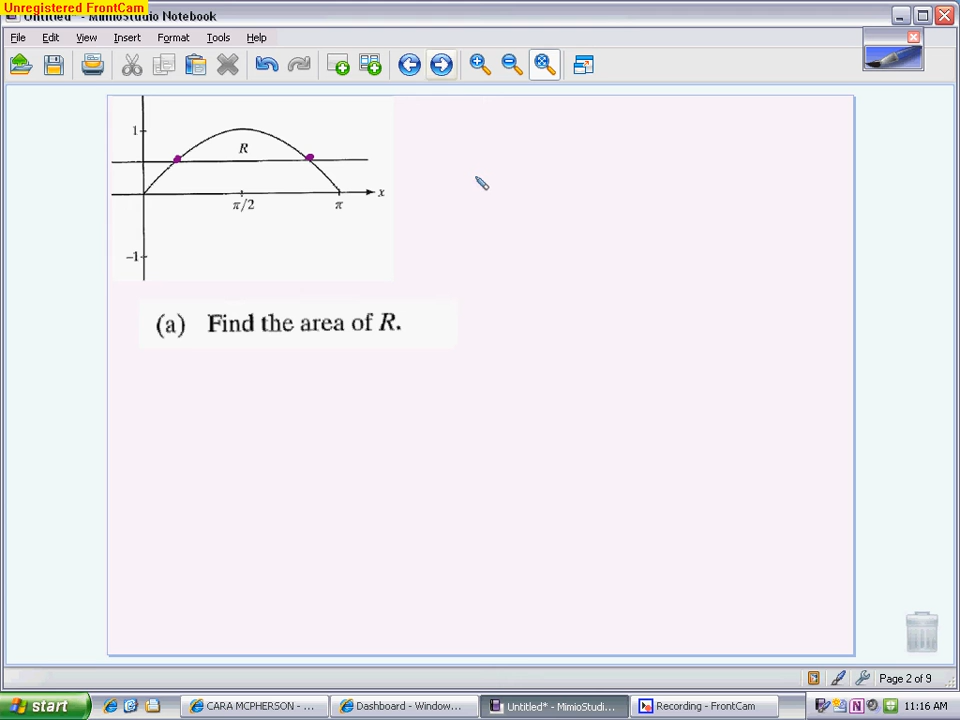 Unregistered FrontCam
Untitled* - MimioStudio Notebook
File Edit View Insert Format Tools Help
1
R
x
π/2
π
−1
(a) Find the area of R.
Page 2 of 9
start
CARA MCPHERSON - ...
Dashboard - Window...
Untitled* - MimioStudi...
Recording - FrontCam
11:16 AM